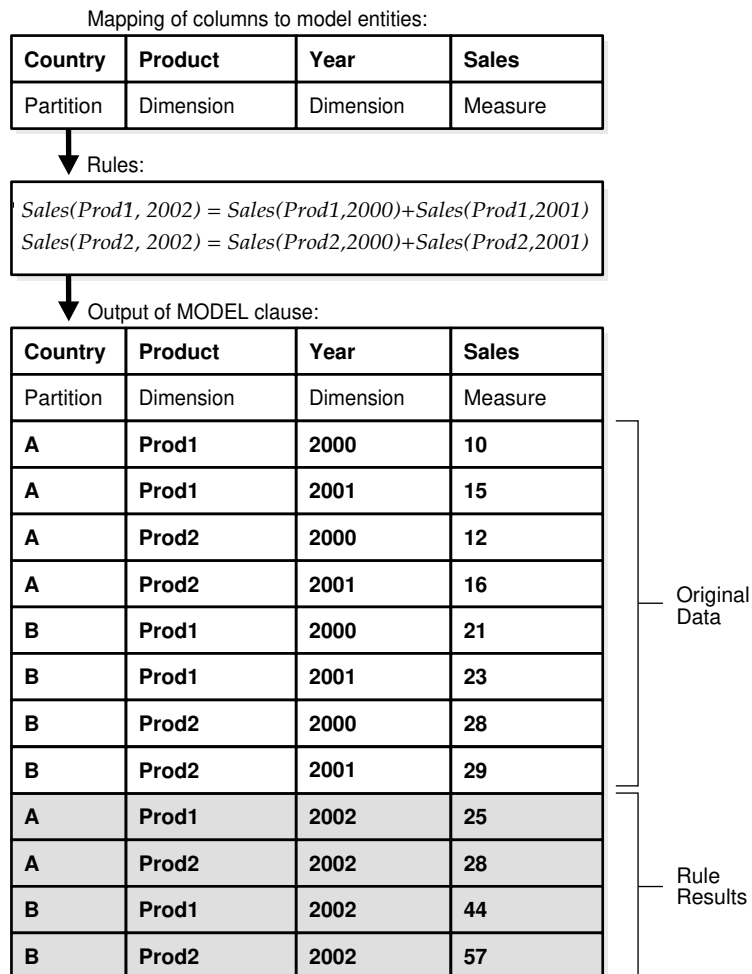 Mapping of columns to model entities:
Country Product Year Sales
Partition Dimension Dimension Measure
Rules:
Sales(Prod1, 2002) = Sales(Prod1,2000)+Sales(Prod1,2001)
Sales(Prod2, 2002) = Sales(Prod2,2000)+Sales(Prod2,2001)
Output of MODEL clause:
Country Product Year Sales
Partition Dimension Dimension Measure
A Prod1 2000 10
A Prod1 2001 15
A Prod2 2000 12
A Prod2 2001 16
B Prod1 2000 21
B Prod1 2001 23
B Prod2 2000 28
B Prod2 2001 29
Original
Data
A Prod1 2002 25
A Prod2 2002 28
B Prod1 2002 44
B Prod2 2002 57
Rule
Results